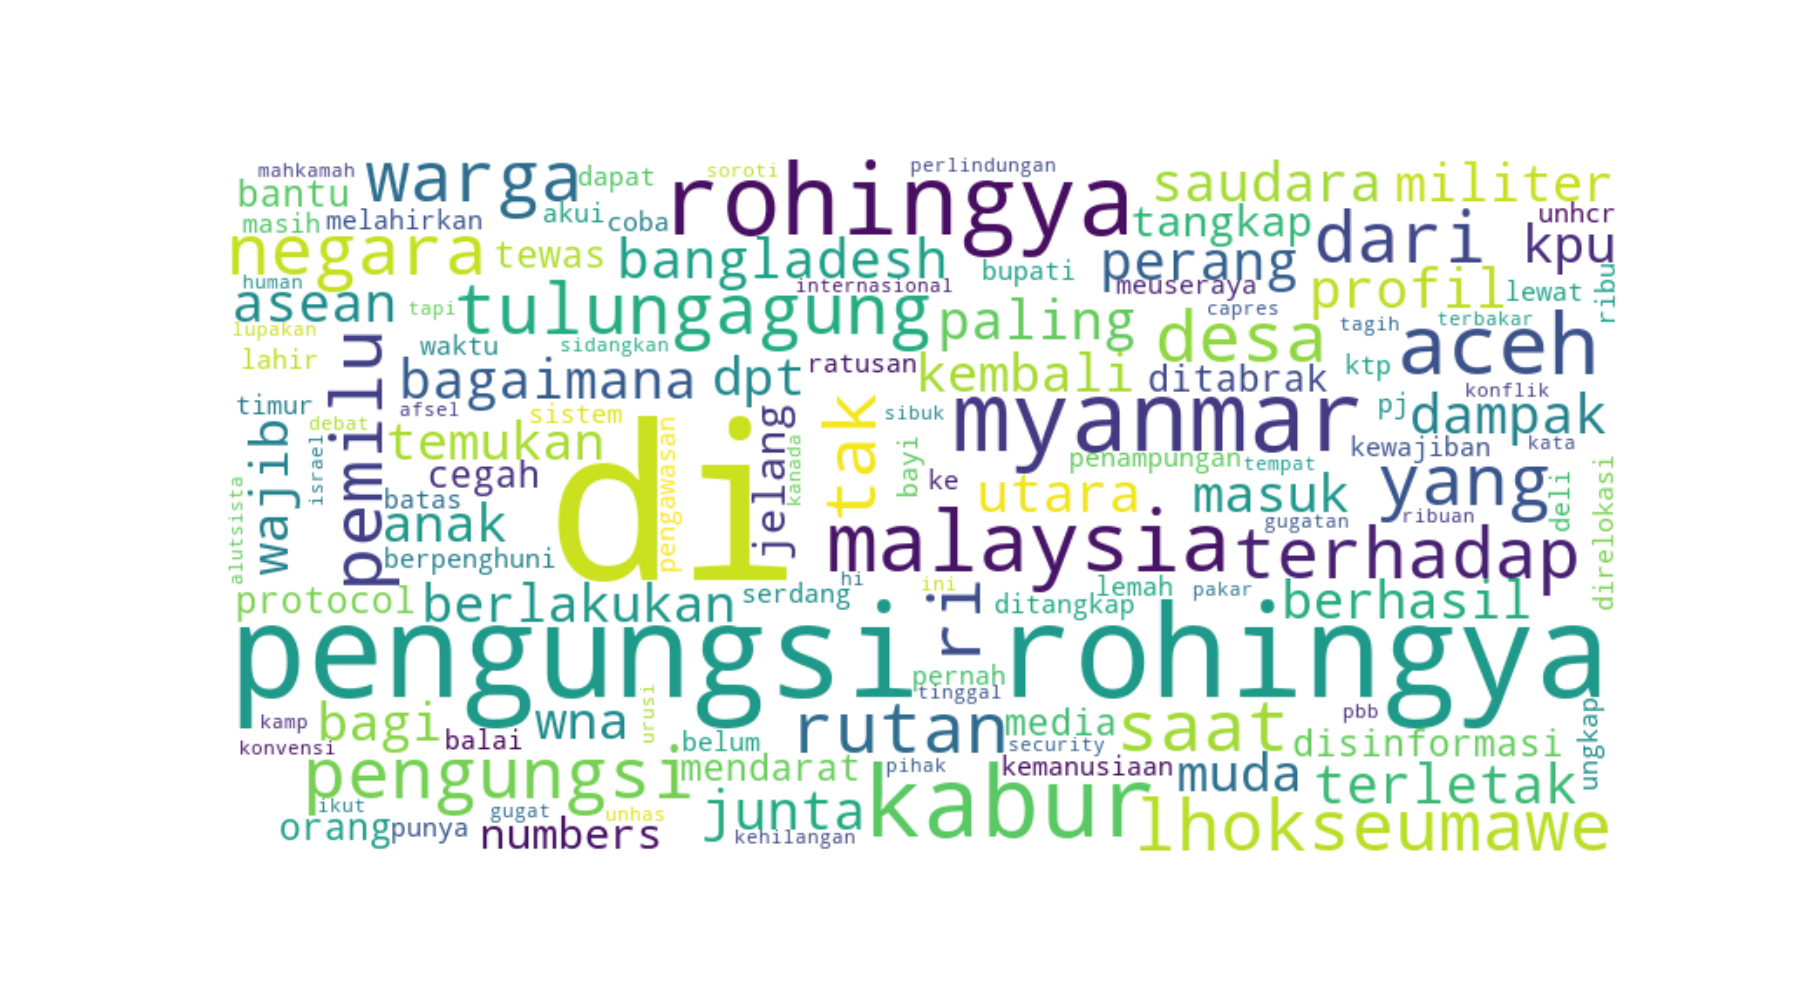 mahkamah
warga
dapat
soroti
rohingya
perlindungan
saudara
militer
bantu
masih
melahirkan
akui
coba
tangkap
dari
unhcr
kpu
negara
tewas
bangladesh
bupati
perang
human
asean
tapi
tulungagung
internasional
meuseraya
profil
lewat
ribu
lupakan
lahir
waktu
sidangkan
paling
capres
desa
tagih
terbakar
aceh
pemilu
bagaimana
dpt
ratusan
kembali
ditabrak
ktp
konflik
timur
debat
afsel
sistem
jelang
tak
sibuk
myanmar
pj
dampak
wajib
israel
temukan
di
pengawasan
kanada
bayi
penampungan
tempat
kewajiban
kata
cegah
ke
utara
masuk
yang
deli
direlokasi
alutsista
batas
anak
gugatan
ribuan
berpenghuni
malaysia
terhadap
protocol
berlakukan
serdang
hi
ini
ri
ditangkap
lemah
pakar
berhasil
pengungsi rohingya
pernah
tinggal
kamp
bagi
wna
urusi
rutan
media
saat
pbb
ungkap
konvensi
balai
belum
security
disinformasi
pengungsi
mendarat
pihak
kemanusiaan
muda
terletak
ikut
orang
punya
gugat
numbers
unhas
junta
kehilangan
kabur
lhokseumawe